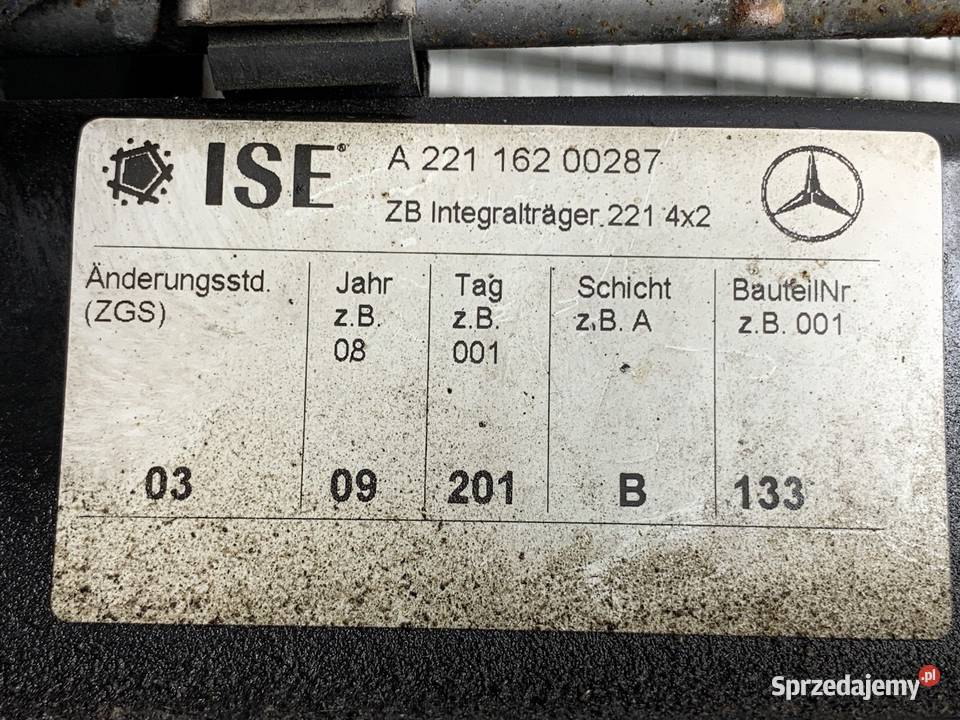 ISE® A 221 162 00287
ZB Integralträger.221 4x2
Änderungsstd. (ZGS)
Jahr z.B. 08
Tag z.B. 001
Schicht z.B. A
BauteilNr. z.B. 001
03 09 201 B 133
Sprzedajemy.pl